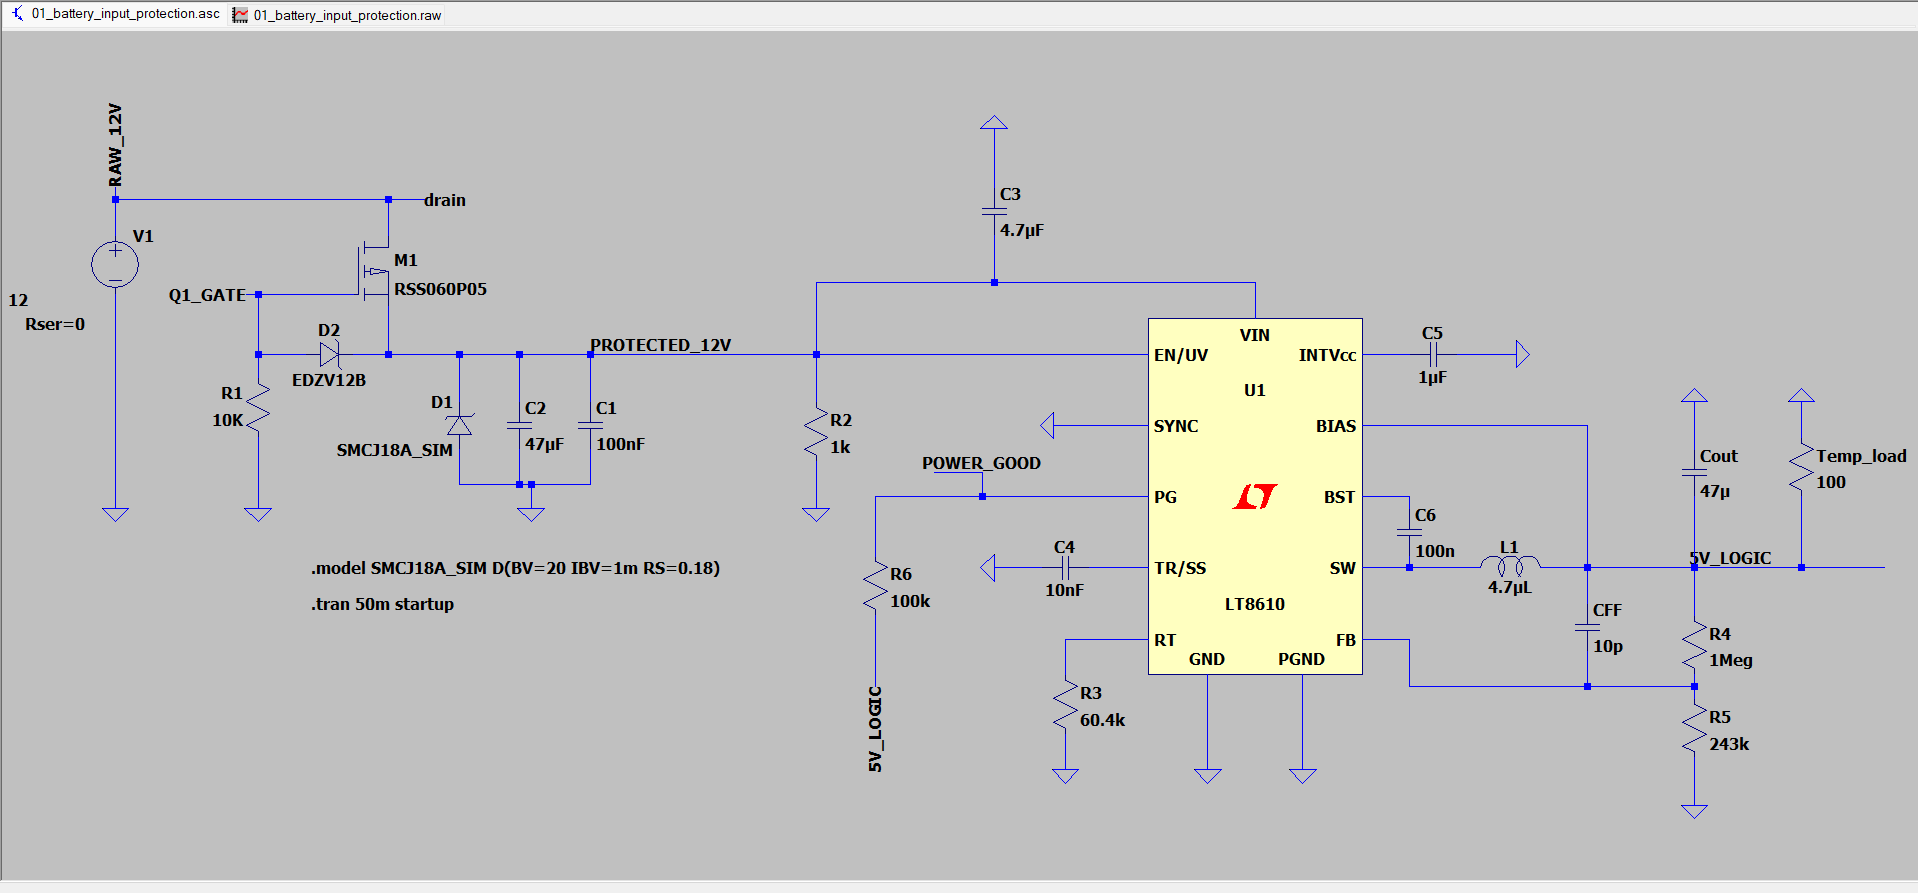 01_battery_input_protection.asc
01_battery_input_protection.raw
RAW_12V
drain
V1
12
Rser=0
M1
RSS060P05
Q1_GATE
D2
EDZV12B
R1
10K
D1
SMCJ18A_SIM
C2
47µF
C1
100nF
PROTECTED_12V
R2
1k
C3
4.7µF
VIN
EN/UV
INTVCC
U1
SYNC
BIAS
PG
BST
TR/SS
SW
LT8610
RT
FB
GND
PGND
C5
1µF
POWER_GOOD
C4
10nF
R6
100k
5V_LOGIC
R3
60.4k
C6
100n
L1
4.7µL
CFF
10p
Cout
47µ
Temp_load
100
5V_LOGIC
R4
1Meg
R5
243k
.model SMCJ18A_SIM D(BV=20 IBV=1m RS=0.18)
.tran 50m startup